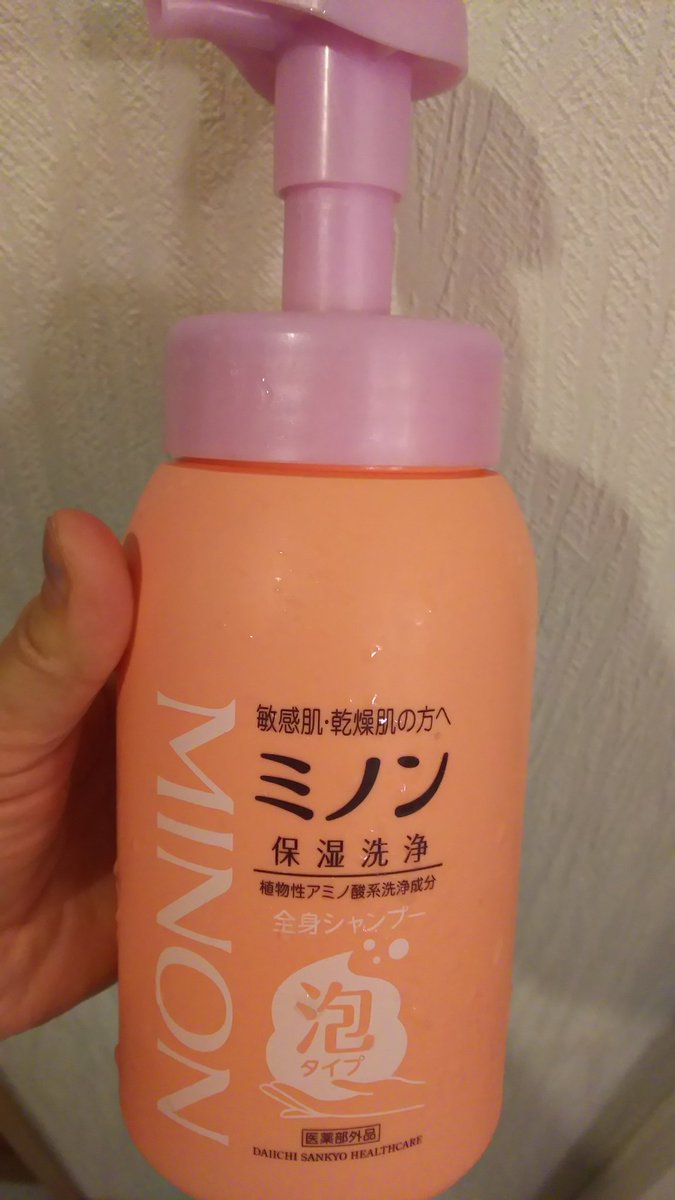 MINON
敏感肌・乾燥肌の方へ
ミノン
保湿洗浄
植物性アミノ酸系洗浄成分
全身シャンプー
泡
タイプ
医薬部外品
DAIICHI SANKYO HEALTHCARE